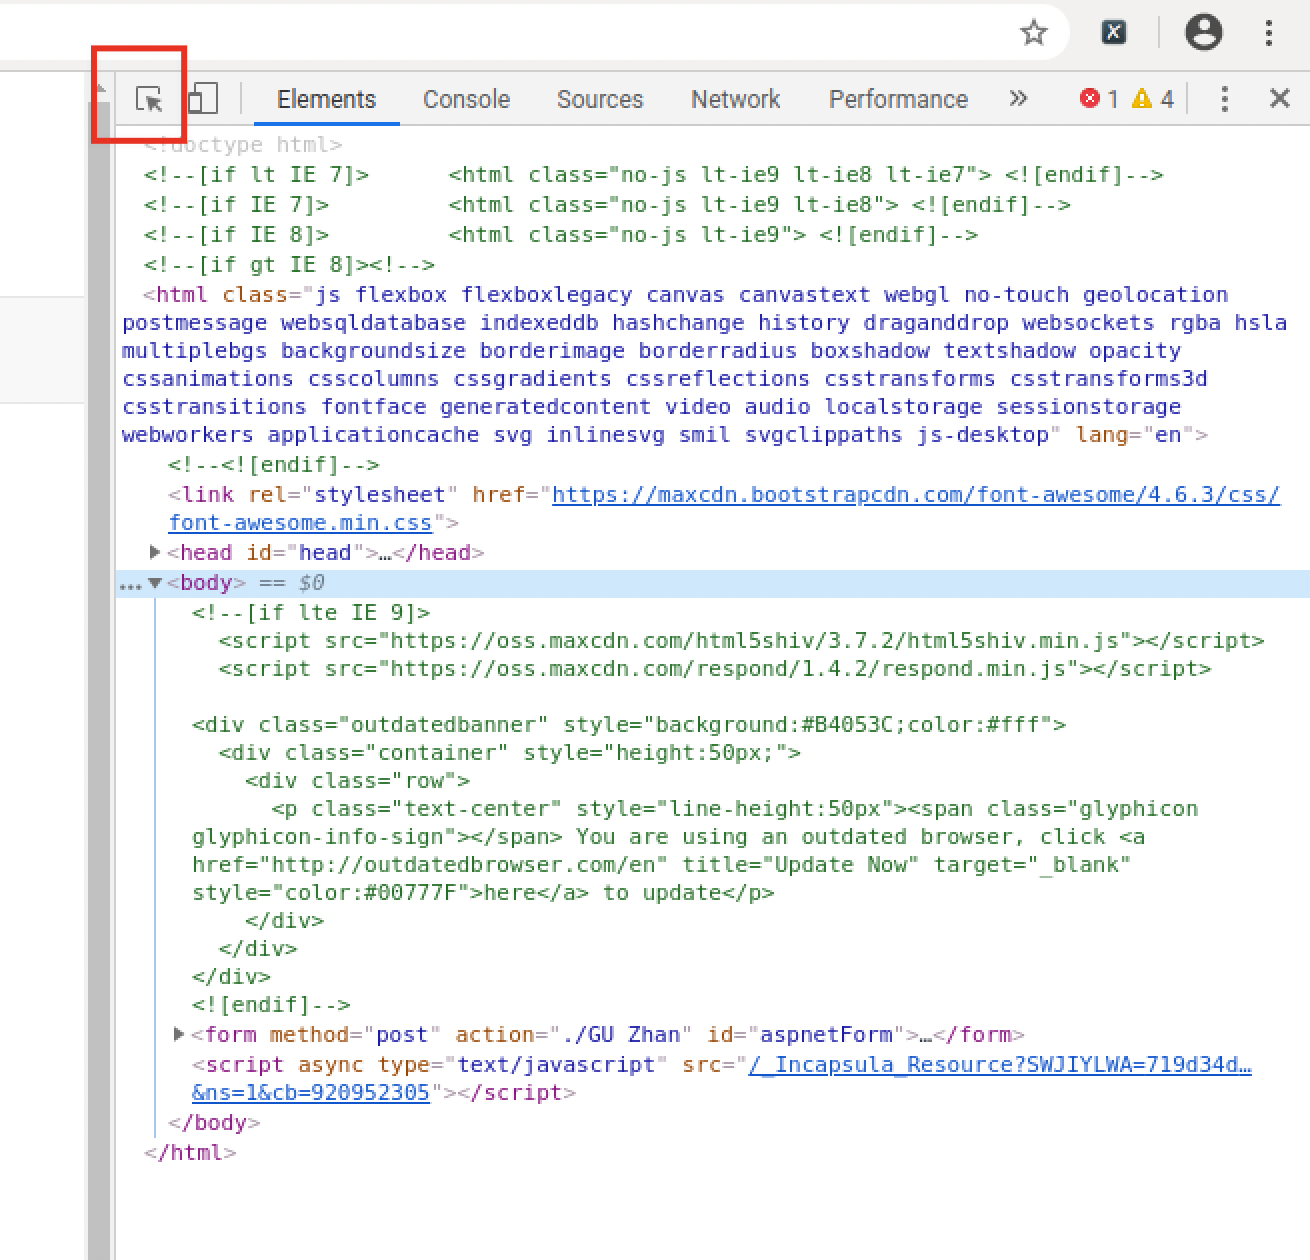 Elements Console Sources Network Performance » 1 4
<!doctype html>
<!--[if lt IE 7]>      <html class="no-js lt-ie9 lt-ie8 lt-ie7"> <![endif]-->
<!--[if IE 7]>         <html class="no-js lt-ie9 lt-ie8"> <![endif]-->
<!--[if IE 8]>         <html class="no-js lt-ie9"> <![endif]-->
<!--[if gt IE 8]><!-->
<html class="js flexbox flexboxlegacy canvas canvastext webgl no-touch geolocation
postmessage websqldatabase indexeddb hashchange history draganddrop websockets rgba hsla
multiplebgs backgroundsize borderimage borderradius boxshadow textshadow opacity
cssanimations csscolumns cssgradients cssreflections csstransforms csstransforms3d
csstransitions fontface generatedcontent video audio localstorage sessionstorage
webworkers applicationcache svg inlinesvg smil svgclippaths js-desktop" lang="en">
<!--<![endif]-->
<link rel="stylesheet" href="https://maxcdn.bootstrapcdn.com/font-awesome/4.6.3/css/
font-awesome.min.css">
<head id="head">…</head>
…<body> == $0
<!--[if lte IE 9]>
<script src="https://oss.maxcdn.com/html5shiv/3.7.2/html5shiv.min.js"></script>
<script src="https://oss.maxcdn.com/respond/1.4.2/respond.min.js"></script>
<div class="outdatedbanner" style="background:#B4053C;color:#fff">
<div class="container" style="height:50px;">
<div class="row">
<p class="text-center" style="line-height:50px"><span class="glyphicon
glyphicon-info-sign"></span> You are using an outdated browser, click <a
href="http://outdatedbrowser.com/en" title="Update Now" target="_blank"
style="color:#00777F">here</a> to update</p>
</div>
</div>
</div>
<![endif]-->
<form method="post" action="./GU Zhan" id="aspnetForm">…</form>
<script async type="text/javascript" src="/_Incapsula_Resource?SWJIYLWA=719d34d…
&ns=1&cb=920952305"></script>
</body>
</html>